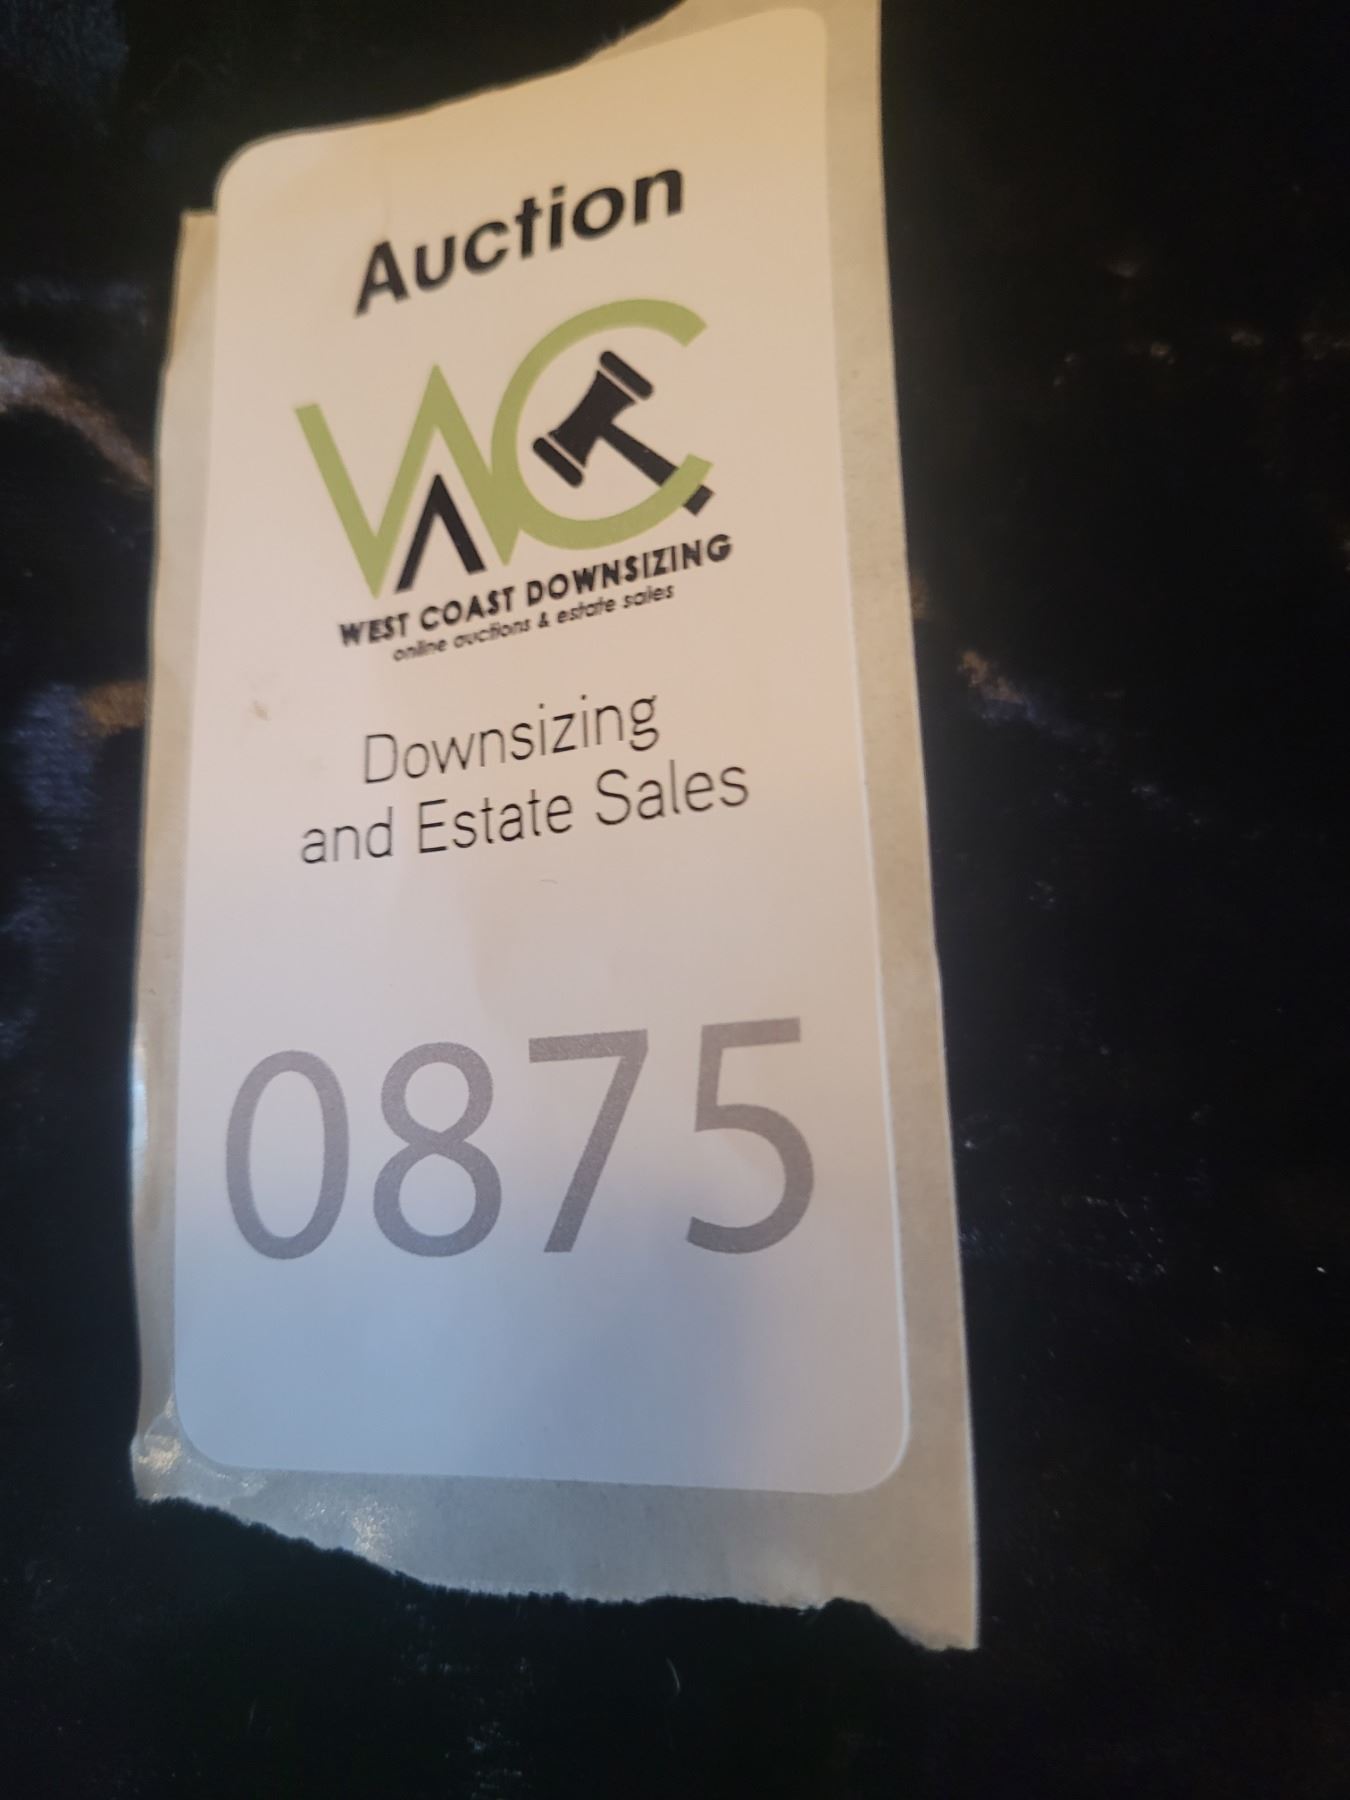 Auction
WC
WEST COAST DOWNSIZING
online auctions & estate sales
Downsizing
and Estate Sales
0875